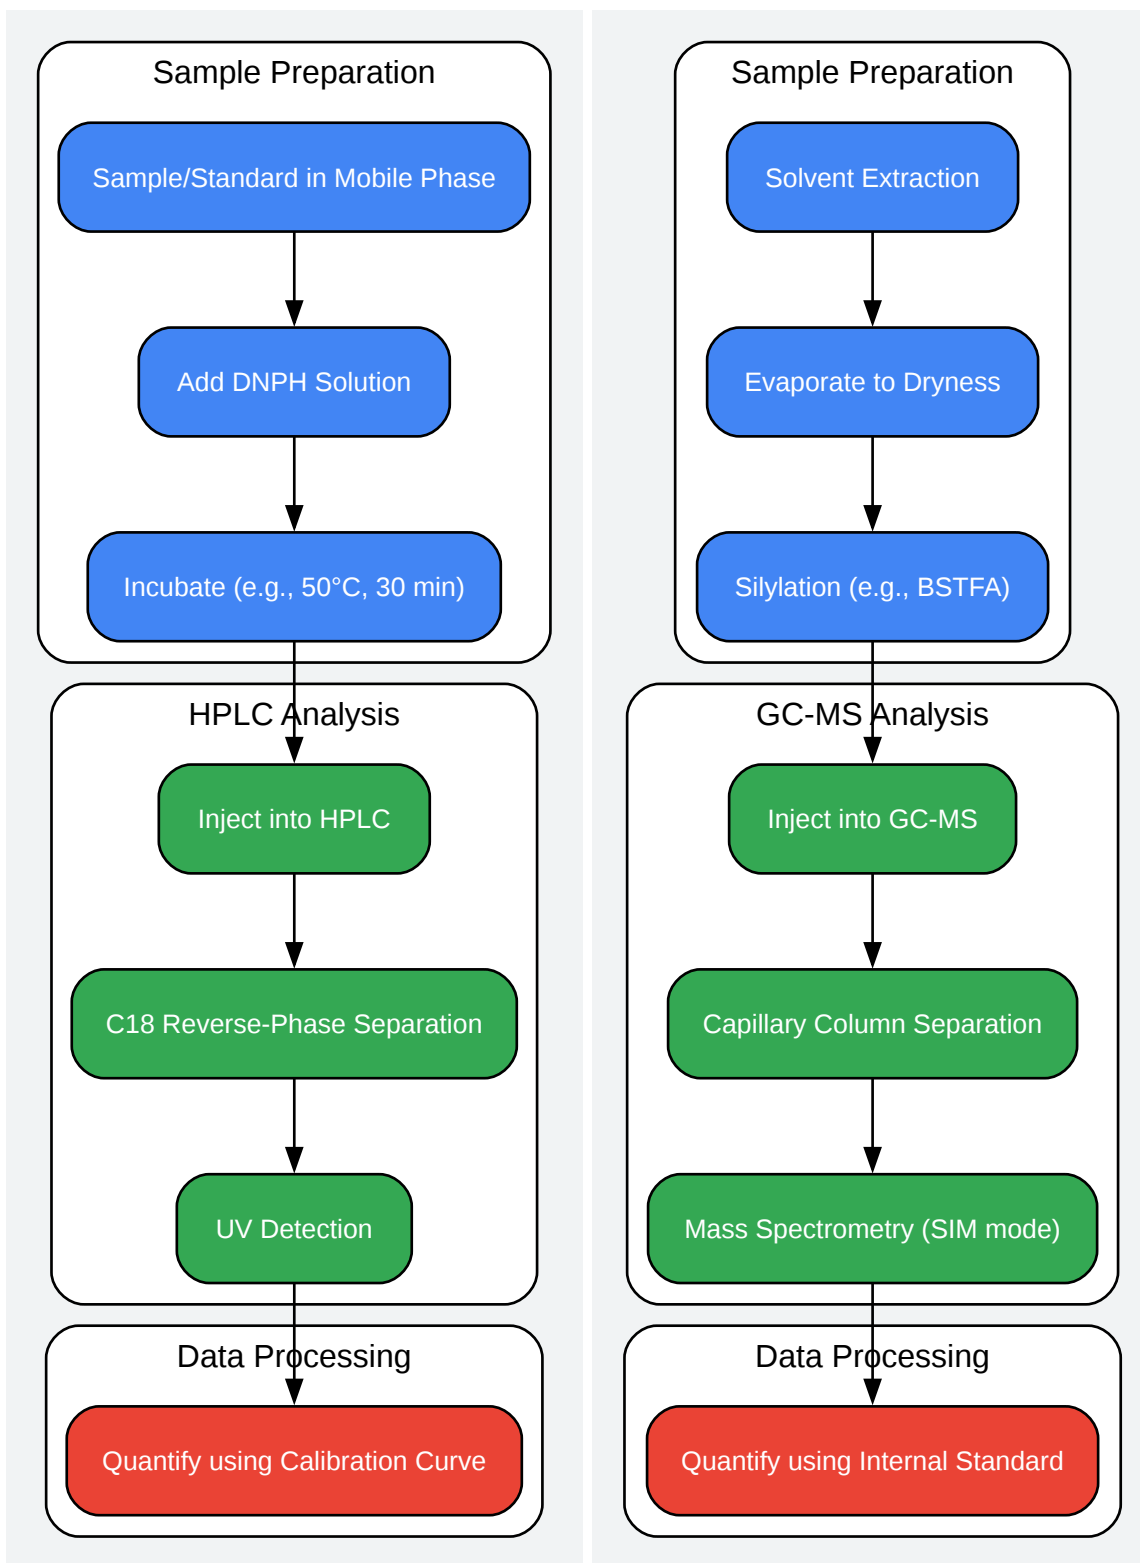 Sample Preparation
Sample/Standard in Mobile Phase
Add DNPH Solution
Incubate (e.g., 50°C, 30 min)
HPLC Analysis
Inject into HPLC
C18 Reverse-Phase Separation
UV Detection
Data Processing
Quantify using Calibration Curve
Sample Preparation
Solvent Extraction
Evaporate to Dryness
Silylation (e.g., BSTFA)
GC-MS Analysis
Inject into GC-MS
Capillary Column Separation
Mass Spectrometry (SIM mode)
Data Processing
Quantify using Internal Standard